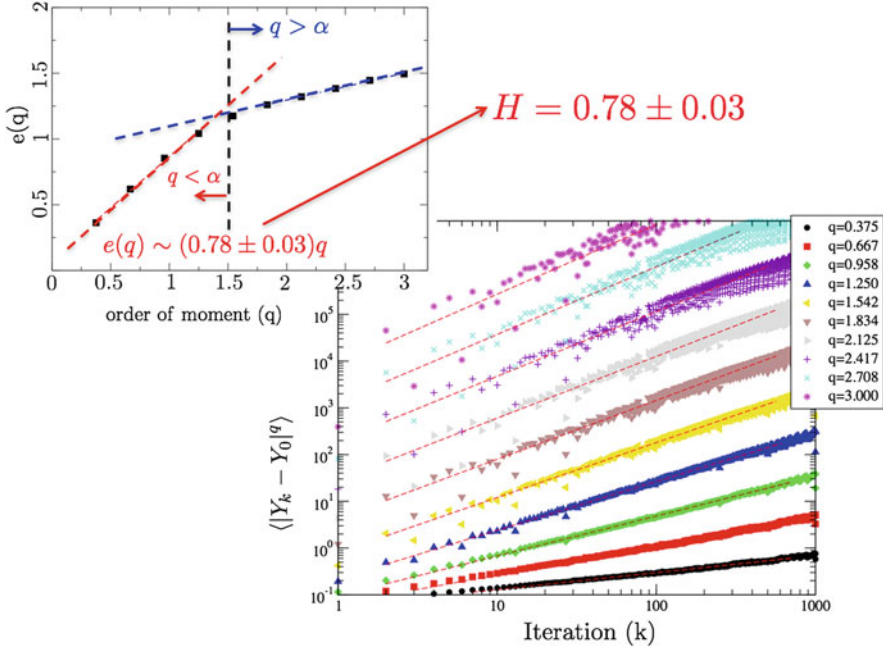 2
q > α
1.5
1
e(q)
0.5
q < α
e(q) ∼ (0.78 ± 0.03)q
0
0 0.5 1 1.5 2 2.5 3
order of moment (q)
H = 0.78 ± 0.03
q=0.375
q=0.667
q=0.958
q=1.250
q=1.542
q=1.834
q=2.125
q=2.417
q=2.708
q=3.000
10^5
10^4
10^3
10^2
10^1
10^0
10^-1
⟨|Y_k − Y_0|^q⟩
1 10 100 1000
Iteration (k)